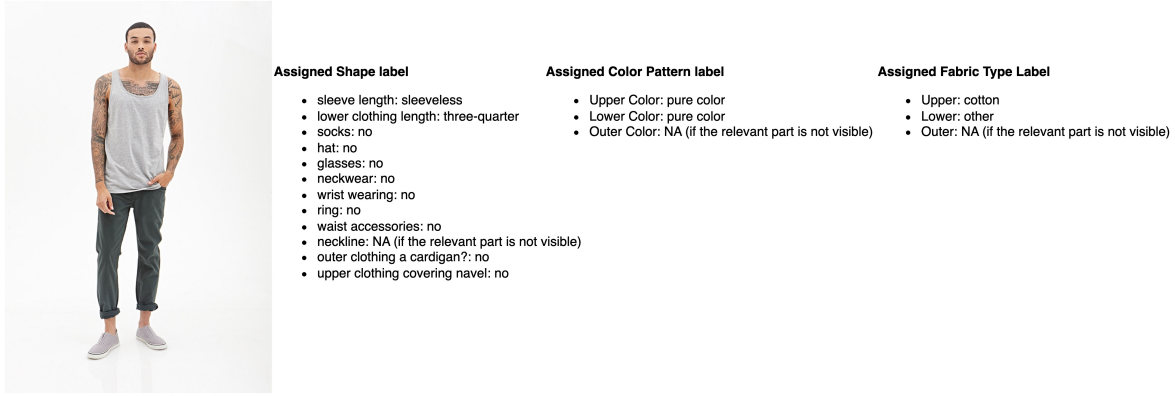 Assigned Shape label
sleeve length: sleeveless
lower clothing length: three-quarter
socks: no
hat: no
glasses: no
neckwear: no
wrist wearing: no
ring: no
waist accessories: no
neckline: NA (if the relevant part is not visible)
outer clothing a cardigan?: no
upper clothing covering navel: no
Assigned Color Pattern label
Upper Color: pure color
Lower Color: pure color
Outer Color: NA (if the relevant part is not visible)
Assigned Fabric Type Label
Upper: cotton
Lower: other
Outer: NA (if the relevant part is not visible)